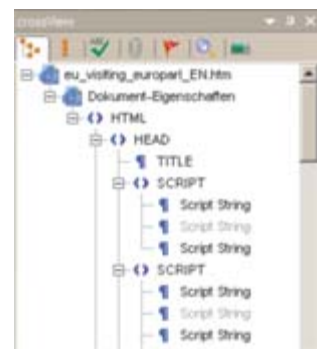 crossView
eu_visiting_europarl_EN.htm
Dokument-Eigenschaften
HTML
HEAD
TITLE
SCRIPT
Script String
Script String
Script String
SCRIPT
Script String
Script String
Script String